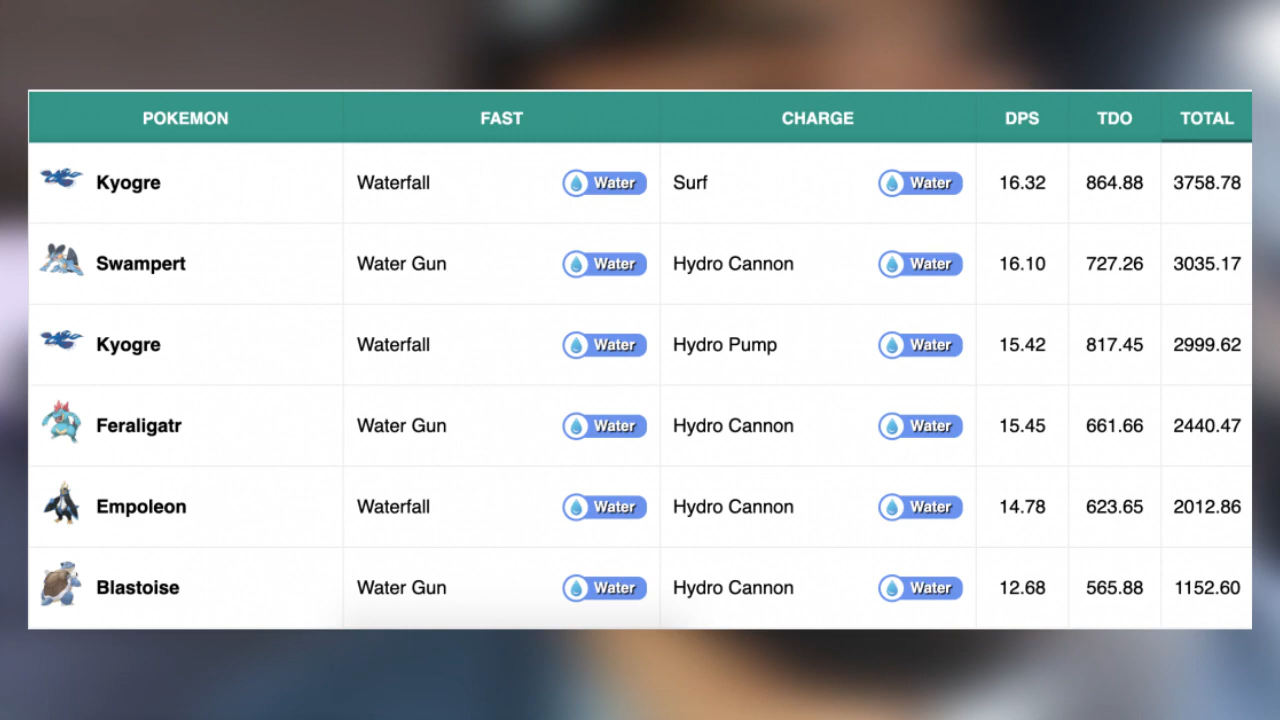 POKEMON FAST CHARGE DPS TDO TOTAL
Kyogre Waterfall Water Surf Water 16.32 864.88 3758.78
Swampert Water Gun Water Hydro Cannon Water 16.10 727.26 3035.17
Kyogre Waterfall Water Hydro Pump Water 15.42 817.45 2999.62
Feraligatr Water Gun Water Hydro Cannon Water 15.45 661.66 2440.47
Empoleon Waterfall Water Hydro Cannon Water 14.78 623.65 2012.86
Blastoise Water Gun Water Hydro Cannon Water 12.68 565.88 1152.60